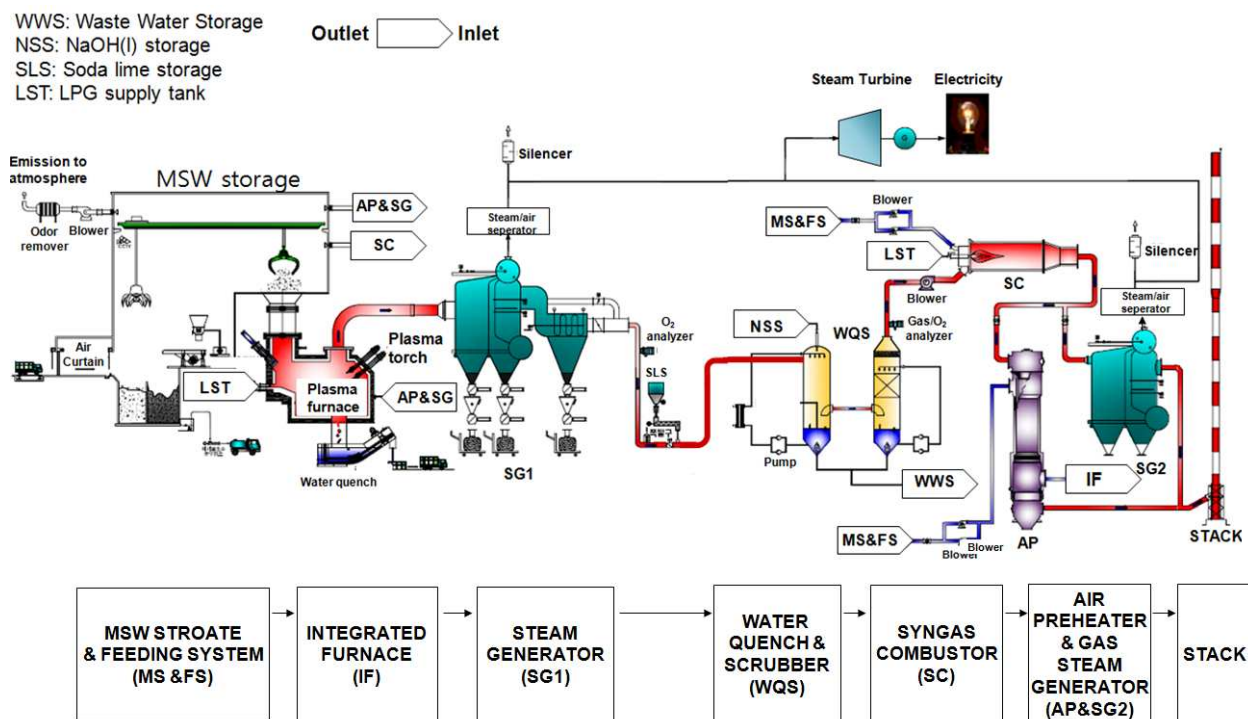 WWS: Waste Water Storage
NSS: NaOH(l) storage
SLS: Soda lime storage
LST: LPG supply tank
Outlet
Inlet
Steam Turbine
Electricity
G
Silencer
Emission to
atmosphere
MSW storage
Odor
remover
Blower
AP&SG
SC
Steam/air
seperator
Air
Curtain
LST
Plasma
furnace
Plasma
torch
AP&SG
Water quench
SG1
O2
analyzer
SLS
NSS
WQS
Gas/O2
analyzer
Pump
WWS
MS&FS
Blower
LST
Blower
SC
Silencer
Steam/air
seperator
SG2
IF
AP
MS&FS
Blower
Blower
STACK
MSW STROATE
& FEEDING SYSTEM
(MS &FS)
INTEGRATED
FURNACE
(IF)
STEAM
GENERATOR
(SG1)
WATER
QUENCH &
SCRUBBER
(WQS)
SYNGAS
COMBUSTOR
(SC)
AIR
PREHEATER
& GAS
STEAM
GENERATOR
(AP&SG2)
STACK